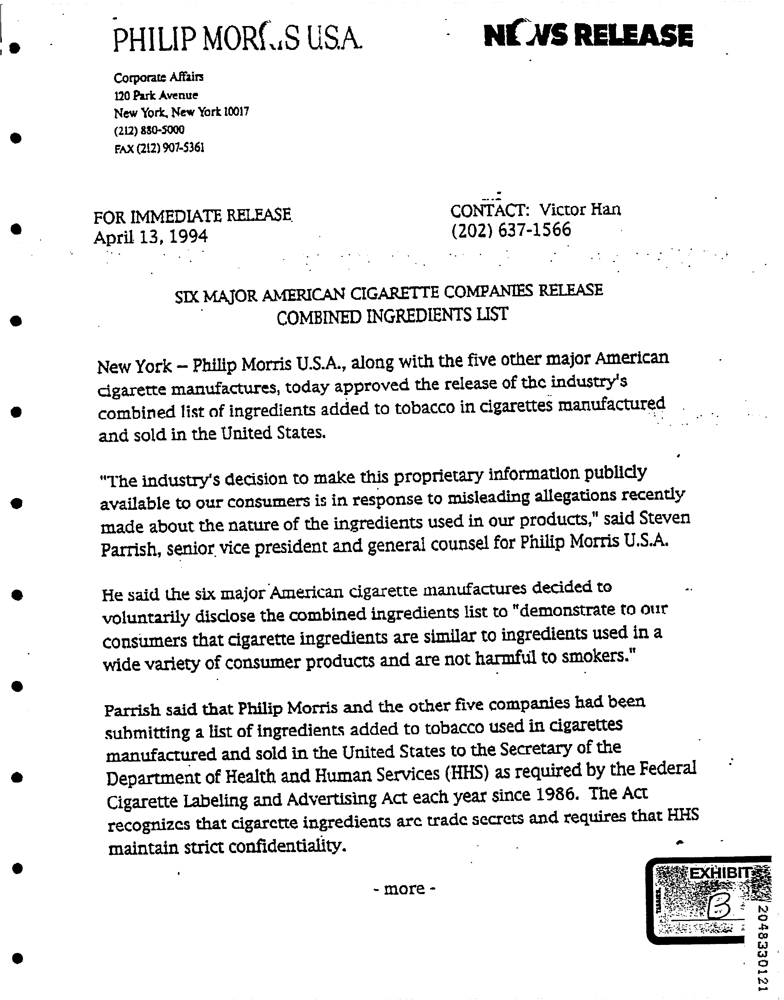 PHILIP MORRIS U.S.A.
NEWS RELEASE
Corporate Affairs
120 Park Avenue
New York, New York 10017
(212) 880-5000
FAX (212) 907-5361
FOR IMMEDIATE RELEASE
April 13, 1994
CONTACT: Victor Han
(202) 637-1566
SIX MAJOR AMERICAN CIGARETTE COMPANIES RELEASE
COMBINED INGREDIENTS LIST
New York – Philip Morris U.S.A., along with the five other major American
cigarette manufactures, today approved the release of the industry's
combined list of ingredients added to tobacco in cigarettes manufactured
and sold in the United States.
"The industry's decision to make this proprietary information publicly
available to our consumers is in response to misleading allegations recently
made about the nature of the ingredients used in our products," said Steven
Parrish, senior vice president and general counsel for Philip Morris U.S.A.
He said the six major American cigarette manufactures decided to
voluntarily disclose the combined ingredients list to "demonstrate to our
consumers that cigarette ingredients are similar to ingredients used in a
wide variety of consumer products and are not harmful to smokers."
Parrish said that Philip Morris and the other five companies had been
submitting a list of ingredients added to tobacco used in cigarettes
manufactured and sold in the United States to the Secretary of the
Department of Health and Human Services (HHS) as required by the Federal
Cigarette Labeling and Advertising Act each year since 1986. The Act
recognizes that cigarette ingredients are trade secrets and requires that HHS
maintain strict confidentiality.
- more -
EXHIBIT
B
2048330121